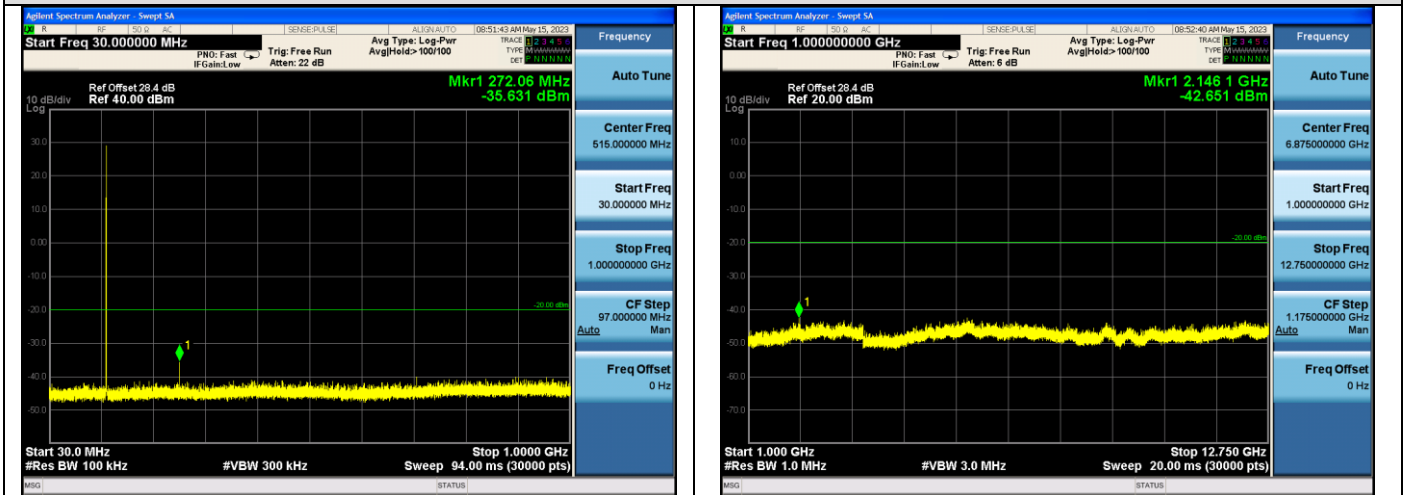 Agilent Spectrum Analyzer - Swept SA
R RF 50 Ω AC SENSE:PULSE ALIGNAUTO 08:51:43 AM May 15, 2023
Start Freq 30.000000 MHz
PNO: Fast
IFGain:Low
Trig: Free Run
Atten: 22 dB
Avg Type: Log-Pwr
Avg|Hold:> 100/100
TRACE 1 2 3 4 5 6
TYPE
DET P N N N N N
Ref Offset 28.4 dB
Ref 40.00 dBm
10 dB/div
Log
Mkr1 272.06 MHz
-35.631 dBm
30.0
20.0
10.0
0.00
-10.0
-20.0
-20.00 dBm
-30.0
1
-40.0
-50.0
Start 30.0 MHz
#Res BW 100 kHz
#VBW 300 kHz
Stop 1.0000 GHz
Sweep 94.00 ms (30000 pts)
MSG
STATUS
Frequency
Auto Tune
Center Freq
515.000000 MHz
Start Freq
30.000000 MHz
Stop Freq
1.000000000 GHz
CF Step
97.000000 MHz
Auto Man
Freq Offset
0 Hz
Agilent Spectrum Analyzer - Swept SA
R RF 50 Ω AC SENSE:PULSE ALIGNAUTO 08:52:40 AM May 15, 2023
Start Freq 1.000000000 GHz
PNO: Fast
IFGain:Low
Trig: Free Run
Atten: 6 dB
Avg Type: Log-Pwr
Avg|Hold:> 100/100
TRACE 1 2 3 4 5 6
TYPE
DET P N N N N N
Ref Offset 28.4 dB
Ref 20.00 dBm
10 dB/div
Log
Mkr1 2.146 1 GHz
-42.651 dBm
10.0
0.00
-10.0
-20.0
-20.00 dBm
-30.0
-40.0
1
-50.0
-60.0
-70.0
Start 1.000 GHz
#Res BW 1.0 MHz
#VBW 3.0 MHz
Stop 12.750 GHz
Sweep 20.00 ms (30000 pts)
MSG
STATUS
Frequency
Auto Tune
Center Freq
6.875000000 GHz
Start Freq
1.000000000 GHz
Stop Freq
12.750000000 GHz
CF Step
1.175000000 GHz
Auto Man
Freq Offset
0 Hz